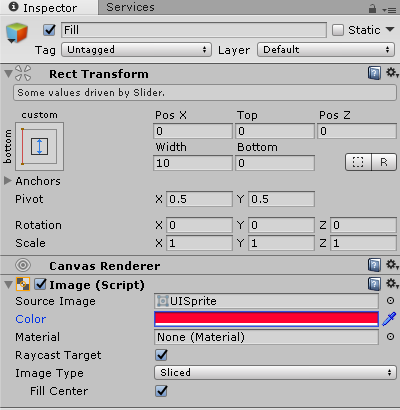 Inspector Services
Fill Static
Tag Untagged Layer Default
Rect Transform
Some values driven by Slider.
custom
bottom
Pos X Top Pos Z
0 0 0
Width Bottom
10 0
R
Anchors
Pivot X 0.5 Y 0.5
Rotation X 0 Y 0 Z 0
Scale X 1 Y 1 Z 1
Canvas Renderer
Image (Script)
Source Image UISprite
Color
Material None (Material)
Raycast Target
Image Type Sliced
Fill Center